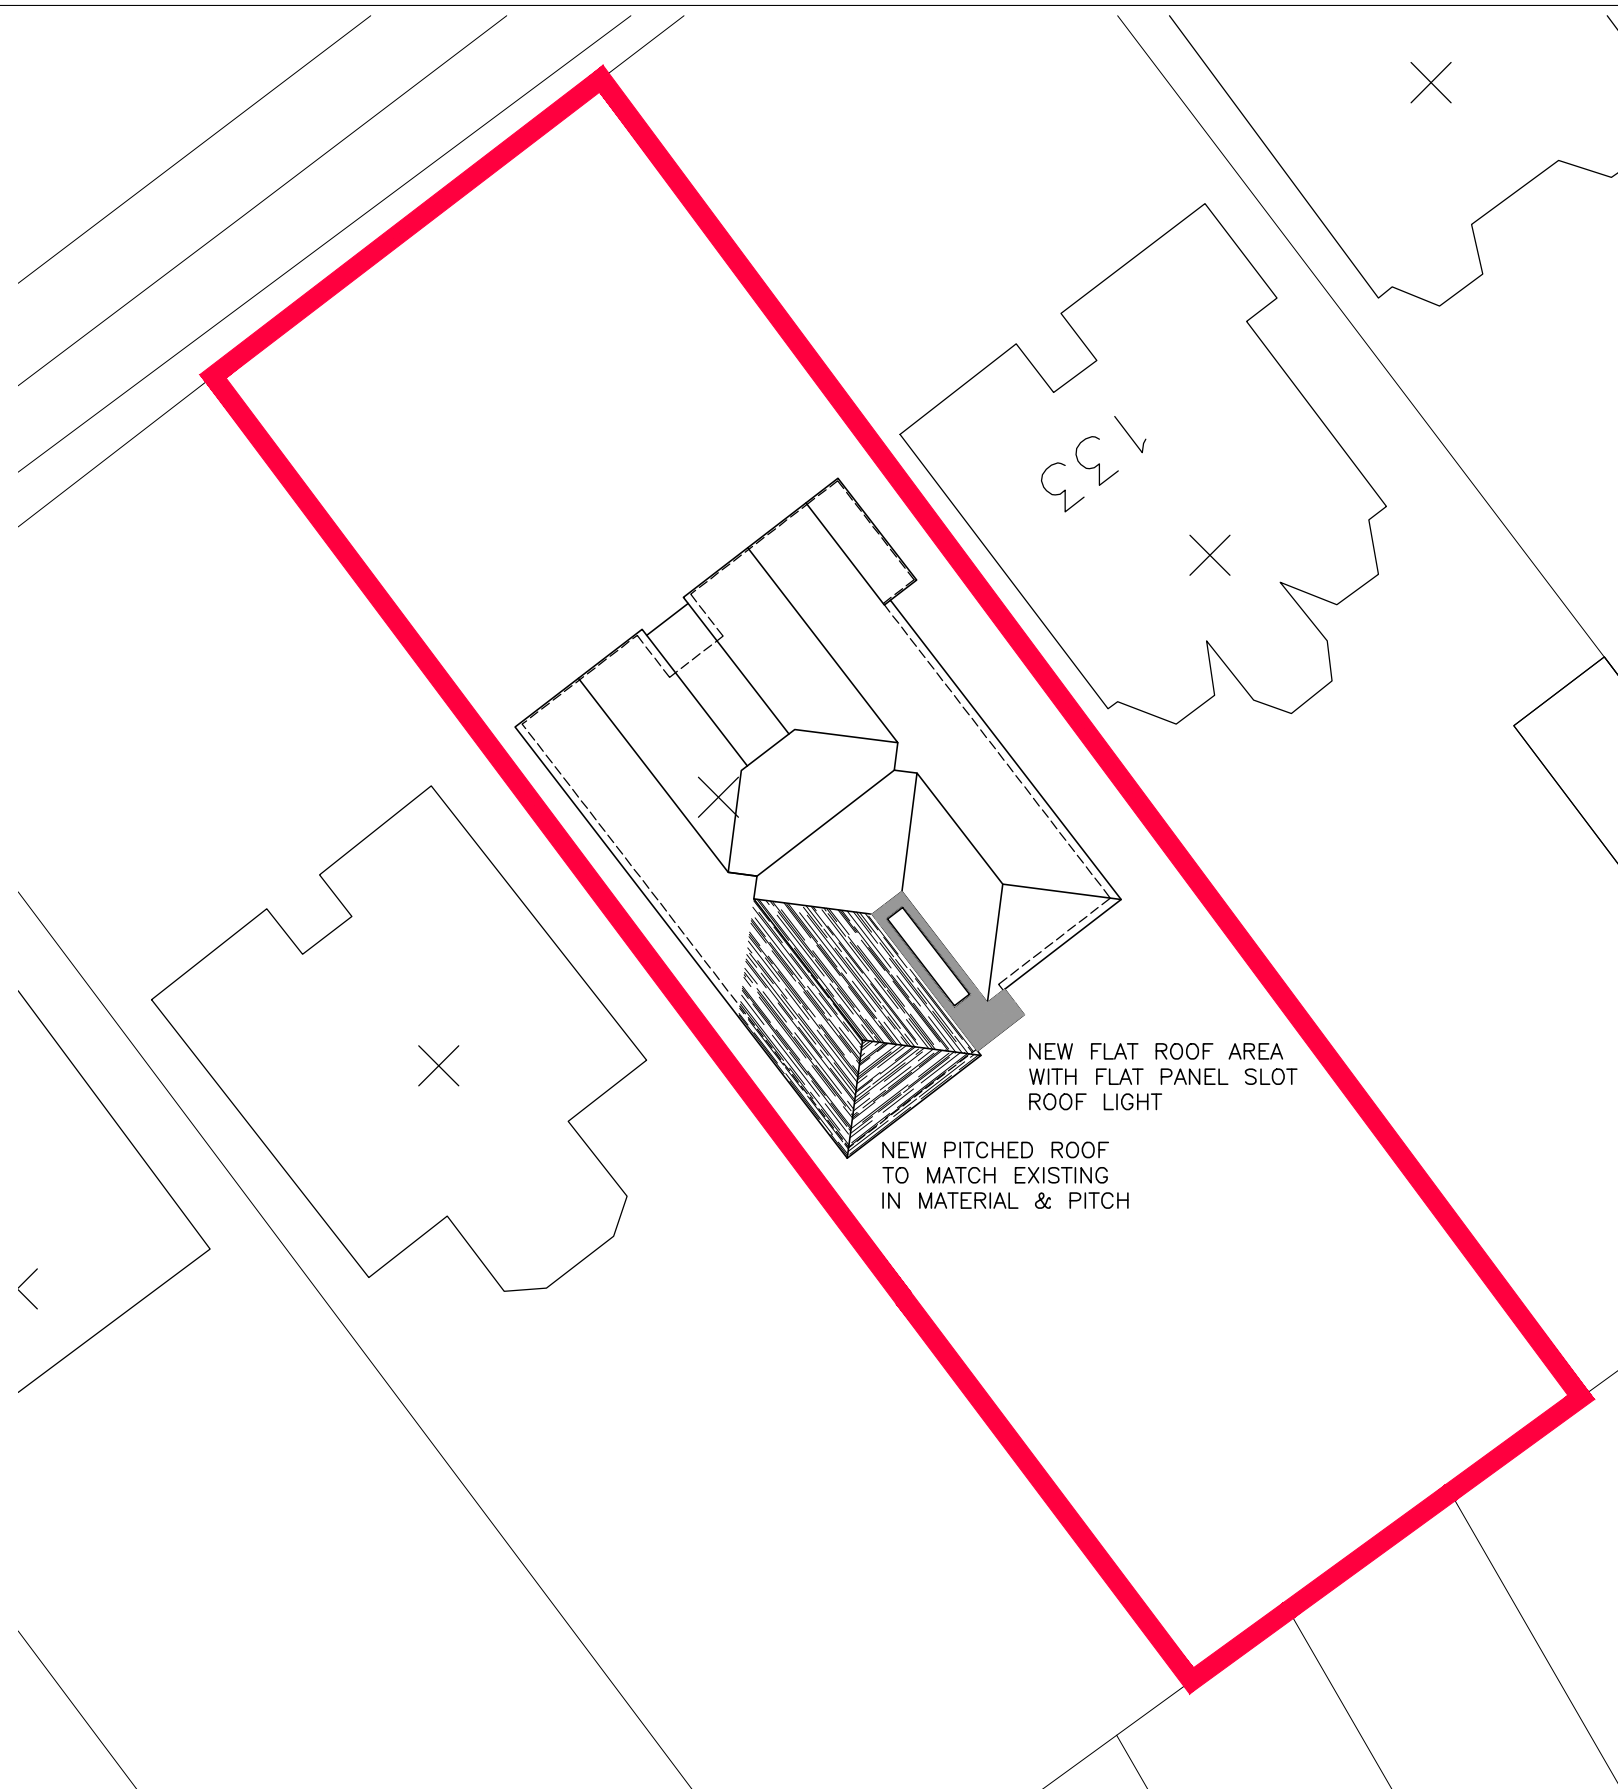 133
NEW FLAT ROOF AREA
WITH FLAT PANEL SLOT
ROOF LIGHT
NEW PITCHED ROOF
TO MATCH EXISTING
IN MATERIAL & PITCH